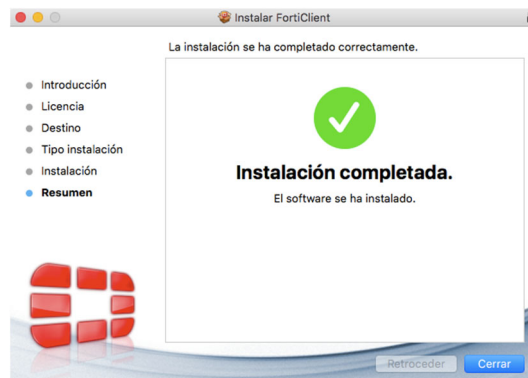 Instalar FortiClient
La instalación se ha completado correctamente.
Introducción
Licencia
Destino
Tipo instalación
Instalación
Resumen
Instalación completada.
El software se ha instalado.
Retroceder
Cerrar